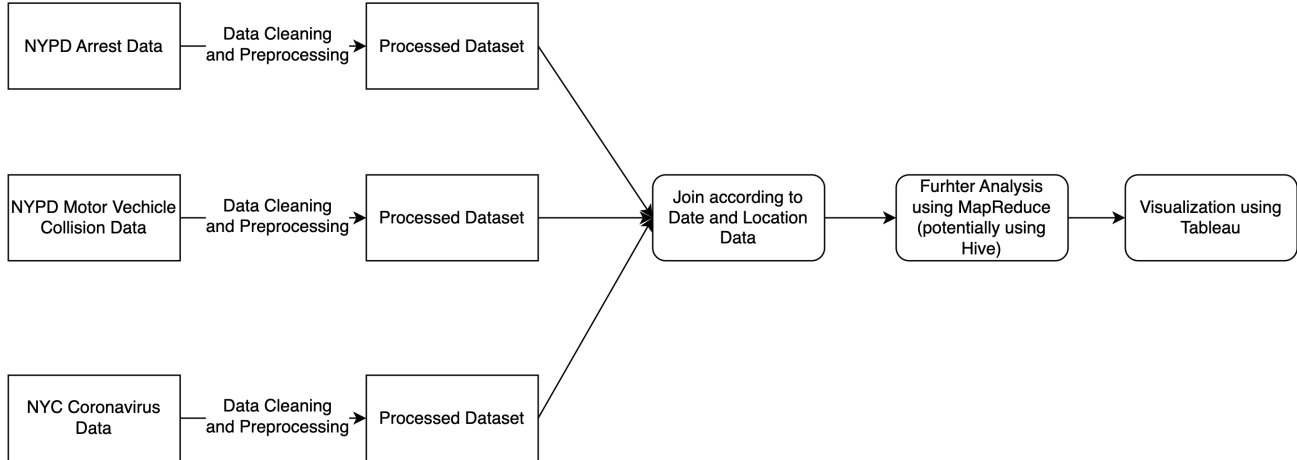 NYPD Arrest Data
Data Cleaning
and Preprocessing
Processed Dataset
NYPD Motor Vechicle
Collision Data
Data Cleaning
and Preprocessing
Processed Dataset
Join according to
Date and Location
Data
Furhter Analysis
using MapReduce
(potentially using
Hive)
Visualization using
Tableau
NYC Coronavirus
Data
Data Cleaning
and Preprocessing
Processed Dataset